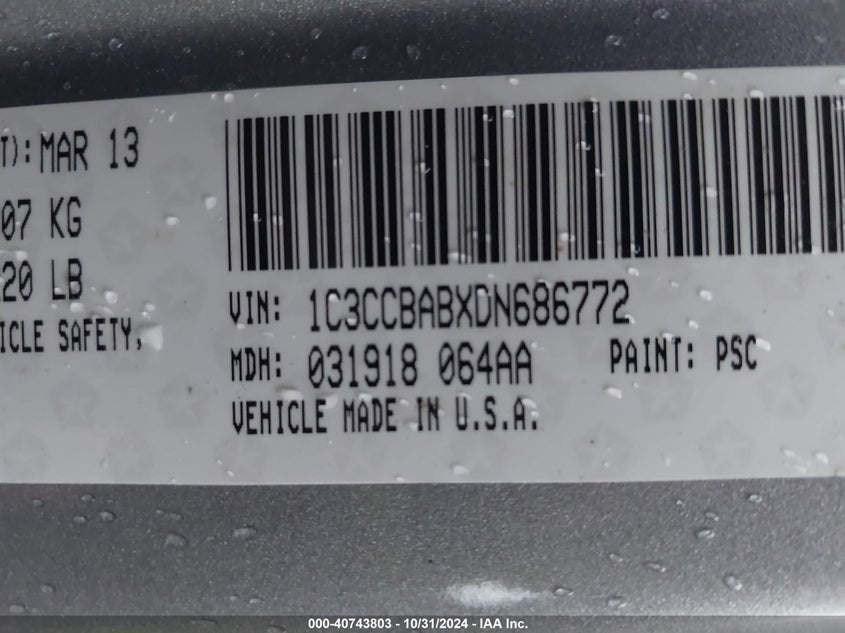 T): MAR 13
07 KG
20 LB
ICLE SAFETY,
VIN: 1C3CCBABXDN686772
MDH: 031918 064AA PAINT: PSC
VEHICLE MADE IN U.S.A.
000-40743803 - 10/31/2024 - IAA Inc.